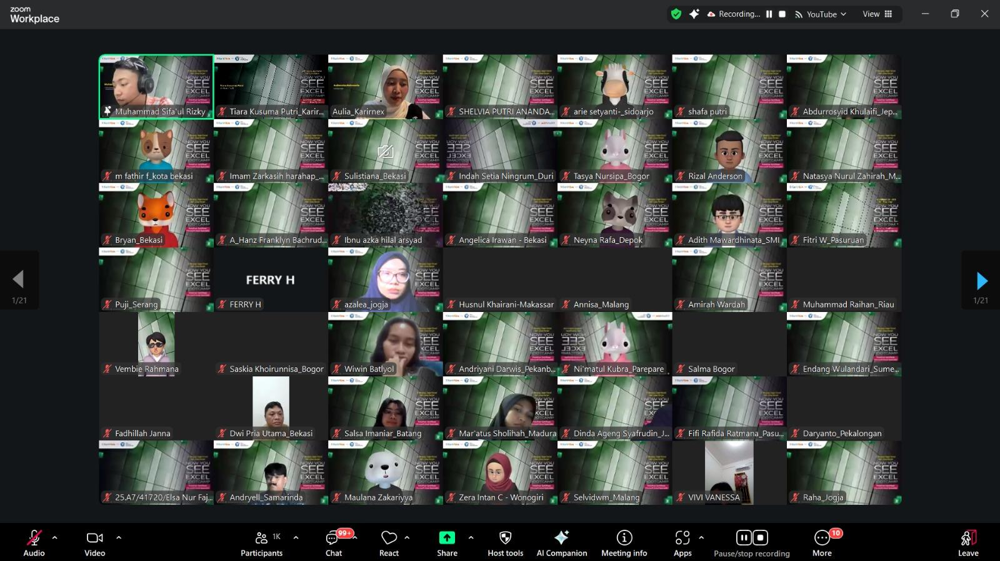 zoom
Workplace
Recording...
YouTube
View
Muhammad Sifa'ul Rizky
Tiara Kusuma Putri_Karir...
Aulia_Karirnex
SHELVIA PUTRI ANANDA...
arie setyanti-_sidoarjo
shafa putri
Abdurrosyid Khulaifi_Jep...
NOW YOU
SEE
EXCEL
BOOTCAMP
m fathir f_kota bekasi
Imam Zarkasih harahap_...
Sulistiana_Bekasi
Indah Setia Ningrum_Duri
Tasya Nursipa_Bogor
Rizal Anderson
Natasya Nurul Zahirah_M...
Bryan_Bekasi
A_Hanz Franklyn Bachrud...
Ibnu azka hilal arsyad
Angelica Irawan - Bekasi
Neyna Rafa_Depok
Adith Mawardhinata_SMI
Fitri W_Pasuruan
FERRY H
Puji_Serang
FERRY H
azalea_jogja
Husnul Khairani-Makassar
Annisa_Malang
Amirah Wardah
Muhammad Raihan_Riau
1/21
1/21
Vembie Rahmana
Saskia Khoirunnisa_Bogor
Wiwin Batlyol
Andriyani Darwis_Pekanb...
Ni'matul Kubra_Parepare
Salma Bogor
Endang Wulandari_Sume...
Fadhillah Janna
Dwi Pria Utama_Bekasi
Salsa Imaniar_Batang
Mar'atus Sholihah_Madura
Dinda Ageng Syafrudin_J...
Fifi Rafida Ratmana_Pasu...
Daryanto_Pekalongan
25.A7/41720/Elsa Nur Faj...
Andryell_Samarinda
Maulana Zakariyya
Zera Intan C - Wonogiri
Selvidwm_Malang
VIVI VANESSA
Raha_Jogja
1K
99+
10
Audio
Video
Participants
Chat
React
Share
Host tools
AI Companion
Meeting info
Apps
Pause/stop recording
More
Leave